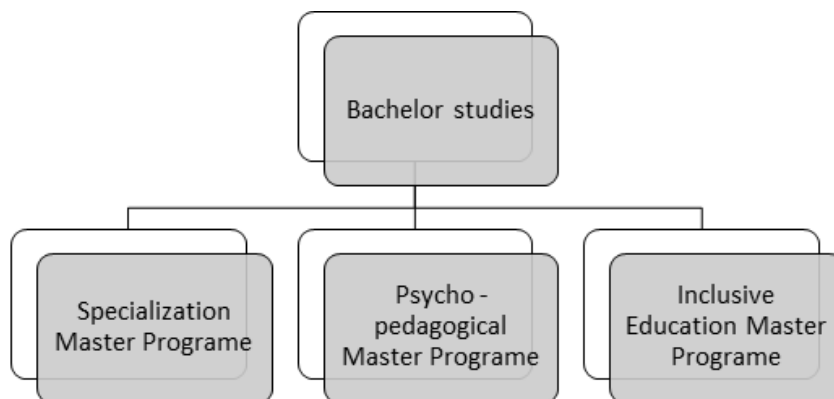 Bachelor studies
Specialization
Master Programe
Psycho -
pedagogical
Master Programe
Inclusive
Education Master
Programe